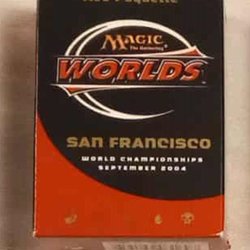 Magic
The Gathering
WORLDS
SAN FRANCISCO
WORLD CHAMPIONSHIPS
SEPTEMBER 2004